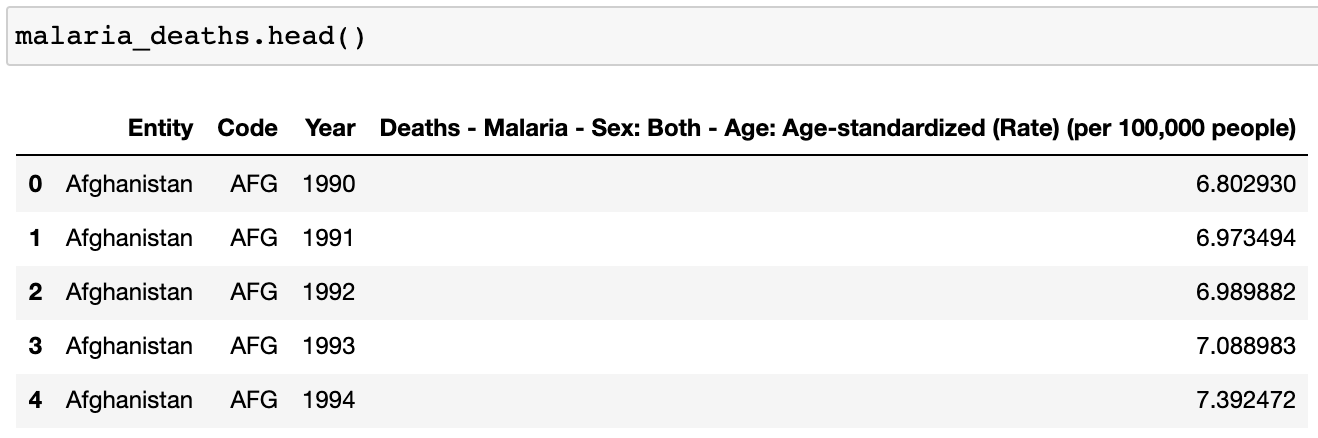 malaria_deaths.head()
Entity Code Year Deaths - Malaria - Sex: Both - Age: Age-standardized (Rate) (per 100,000 people)
0 Afghanistan AFG 1990 6.802930
1 Afghanistan AFG 1991 6.973494
2 Afghanistan AFG 1992 6.989882
3 Afghanistan AFG 1993 7.088983
4 Afghanistan AFG 1994 7.392472